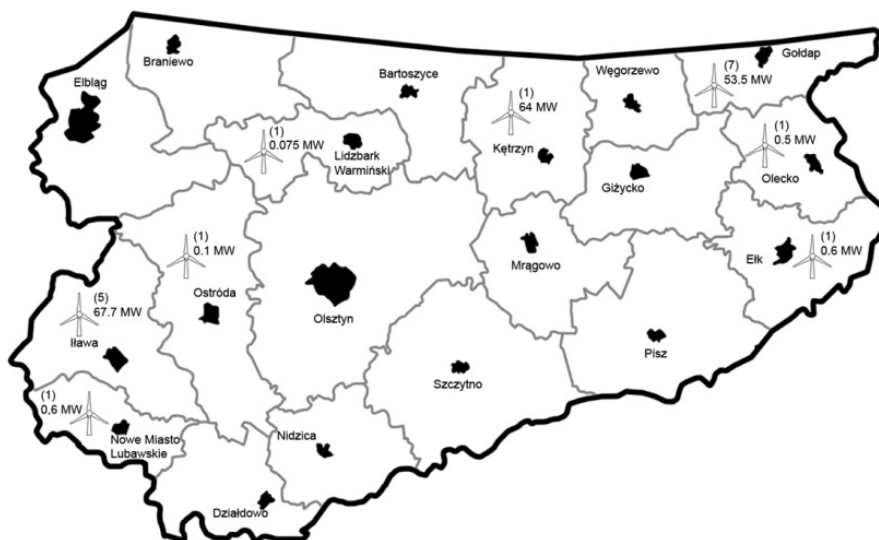 Braniewo
Elbląg
Bartoszyce
Węgorzewo
Gołdap
(7)
53.5 MW
(1)
64 MW
Kętrzyn
(1)
0.075 MW
Lidzbark
Warmiński
(1)
0.5 MW
Olecko
Giżycko
(1)
0.1 MW
Ostróda
Mrągowo
Ełk
(1)
0.6 MW
(5)
67.7 MW
Iława
Olsztyn
Pisz
Szczytno
(1)
0,6 MW
Nowe Miasto
Lubawskie
Nidzica
Działdowo